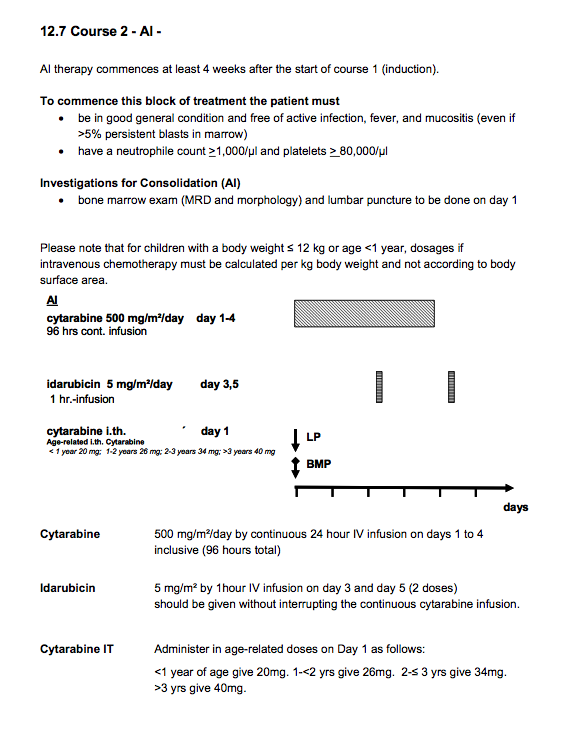 12.7 Course 2 - AI -
AI therapy commences at least 4 weeks after the start of course 1 (induction).
To commence this block of treatment the patient must
• be in good general condition and free of active infection, fever, and mucositis (even if
>5% persistent blasts in marrow)
• have a neutrophile count ≥1,000/µl and platelets ≥ 80,000/µl
Investigations for Consolidation (AI)
• bone marrow exam (MRD and morphology) and lumbar puncture to be done on day 1
Please note that for children with a body weight ≤ 12 kg or age <1 year, dosages if
intravenous chemotherapy must be calculated per kg body weight and not according to body
surface area.
AI
cytarabine 500 mg/m²/day day 1-4
96 hrs cont. infusion
idarubicin 5 mg/m²/day day 3,5
1 hr.-infusion
cytarabine i.th. ´ day 1
Age-related i.th. Cytarabine
< 1 year 20 mg; 1-2 years 26 mg; 2-3 years 34 mg; >3 years 40 mg
LP
BMP
days
Cytarabine 500 mg/m²/day by continuous 24 hour IV infusion on days 1 to 4
inclusive (96 hours total)
Idarubicin 5 mg/m² by 1hour IV infusion on day 3 and day 5 (2 doses)
should be given without interrupting the continuous cytarabine infusion.
Cytarabine IT Administer in age-related doses on Day 1 as follows:
<1 year of age give 20mg. 1-<2 yrs give 26mg. 2-≤ 3 yrs give 34mg.
>3 yrs give 40mg.